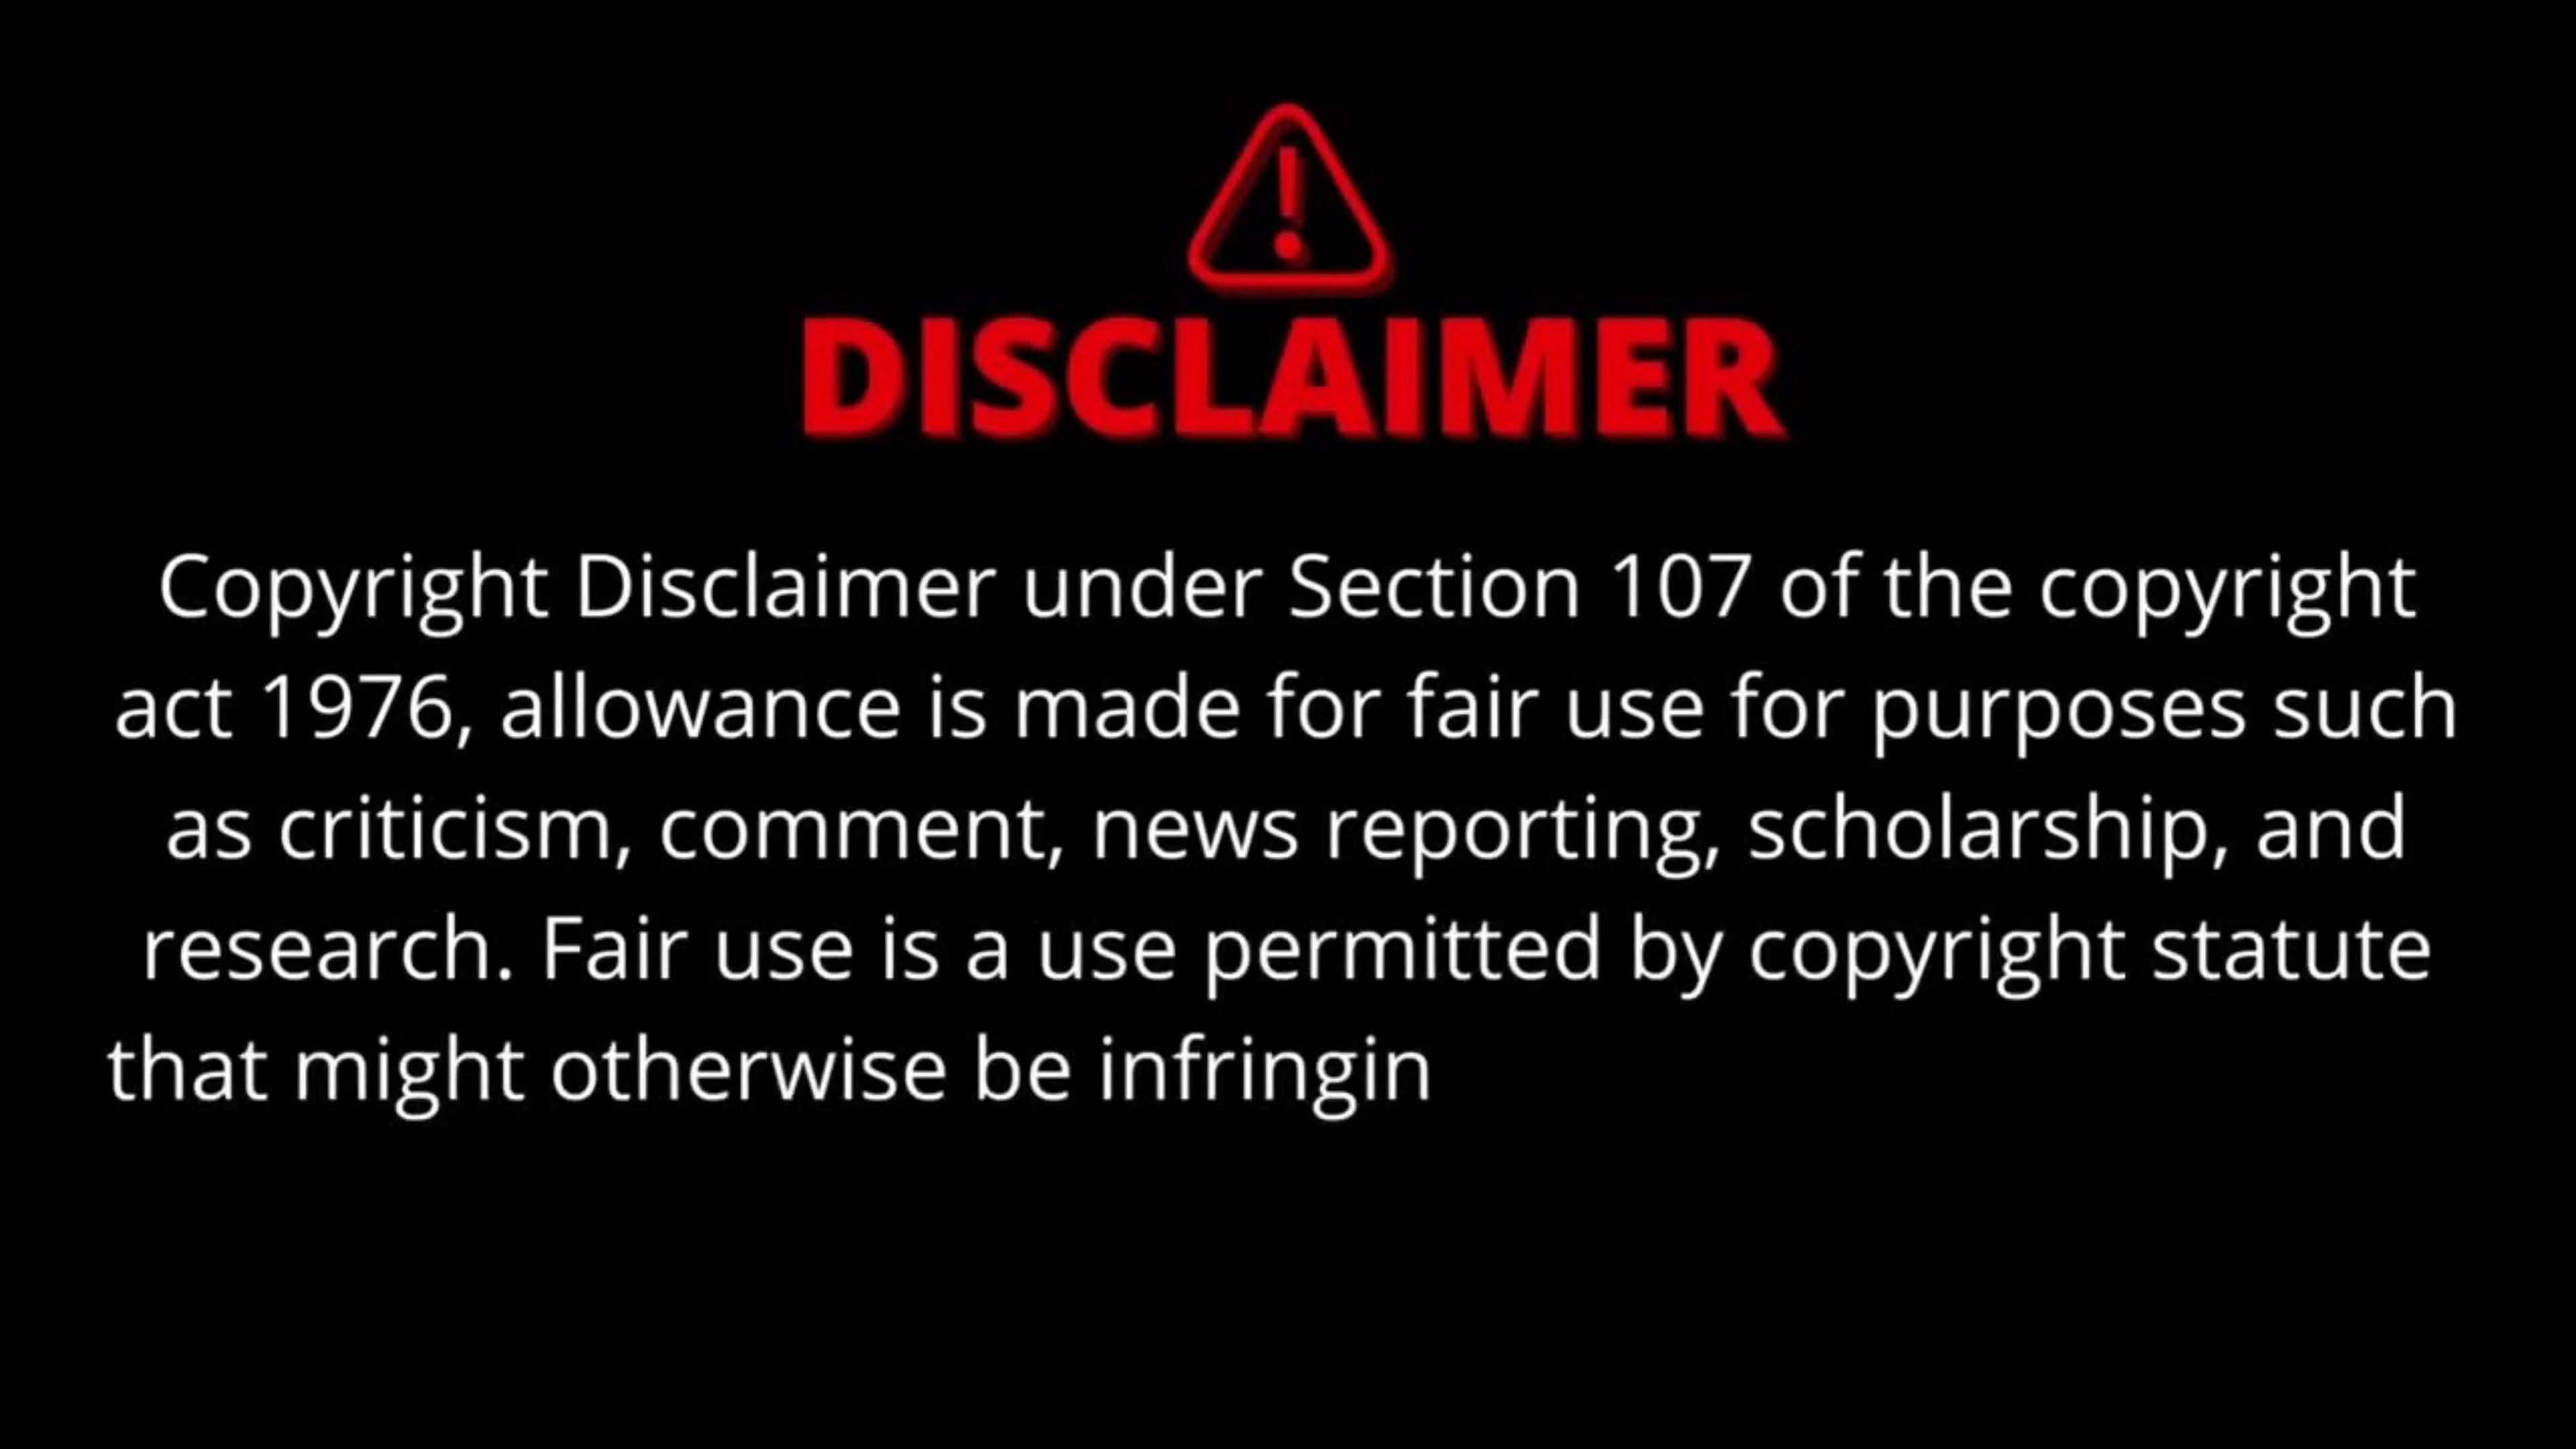 DISCLAIMER
Copyright Disclaimer under Section 107 of the copyright
act 1976, allowance is made for fair use for purposes such
as criticism, comment, news reporting, scholarship, and
research. Fair use is a use permitted by copyright statute
that might otherwise be infringin